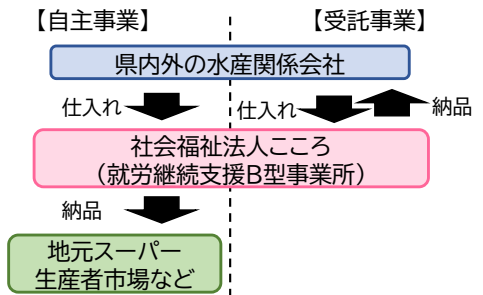 【自主事業】
【受託事業】
県内外の水産関係会社
仕入れ
仕入れ
納品
社会福祉法人こころ
（就労継続支援B型事業所）
納品
地元スーパー
生産者市場など